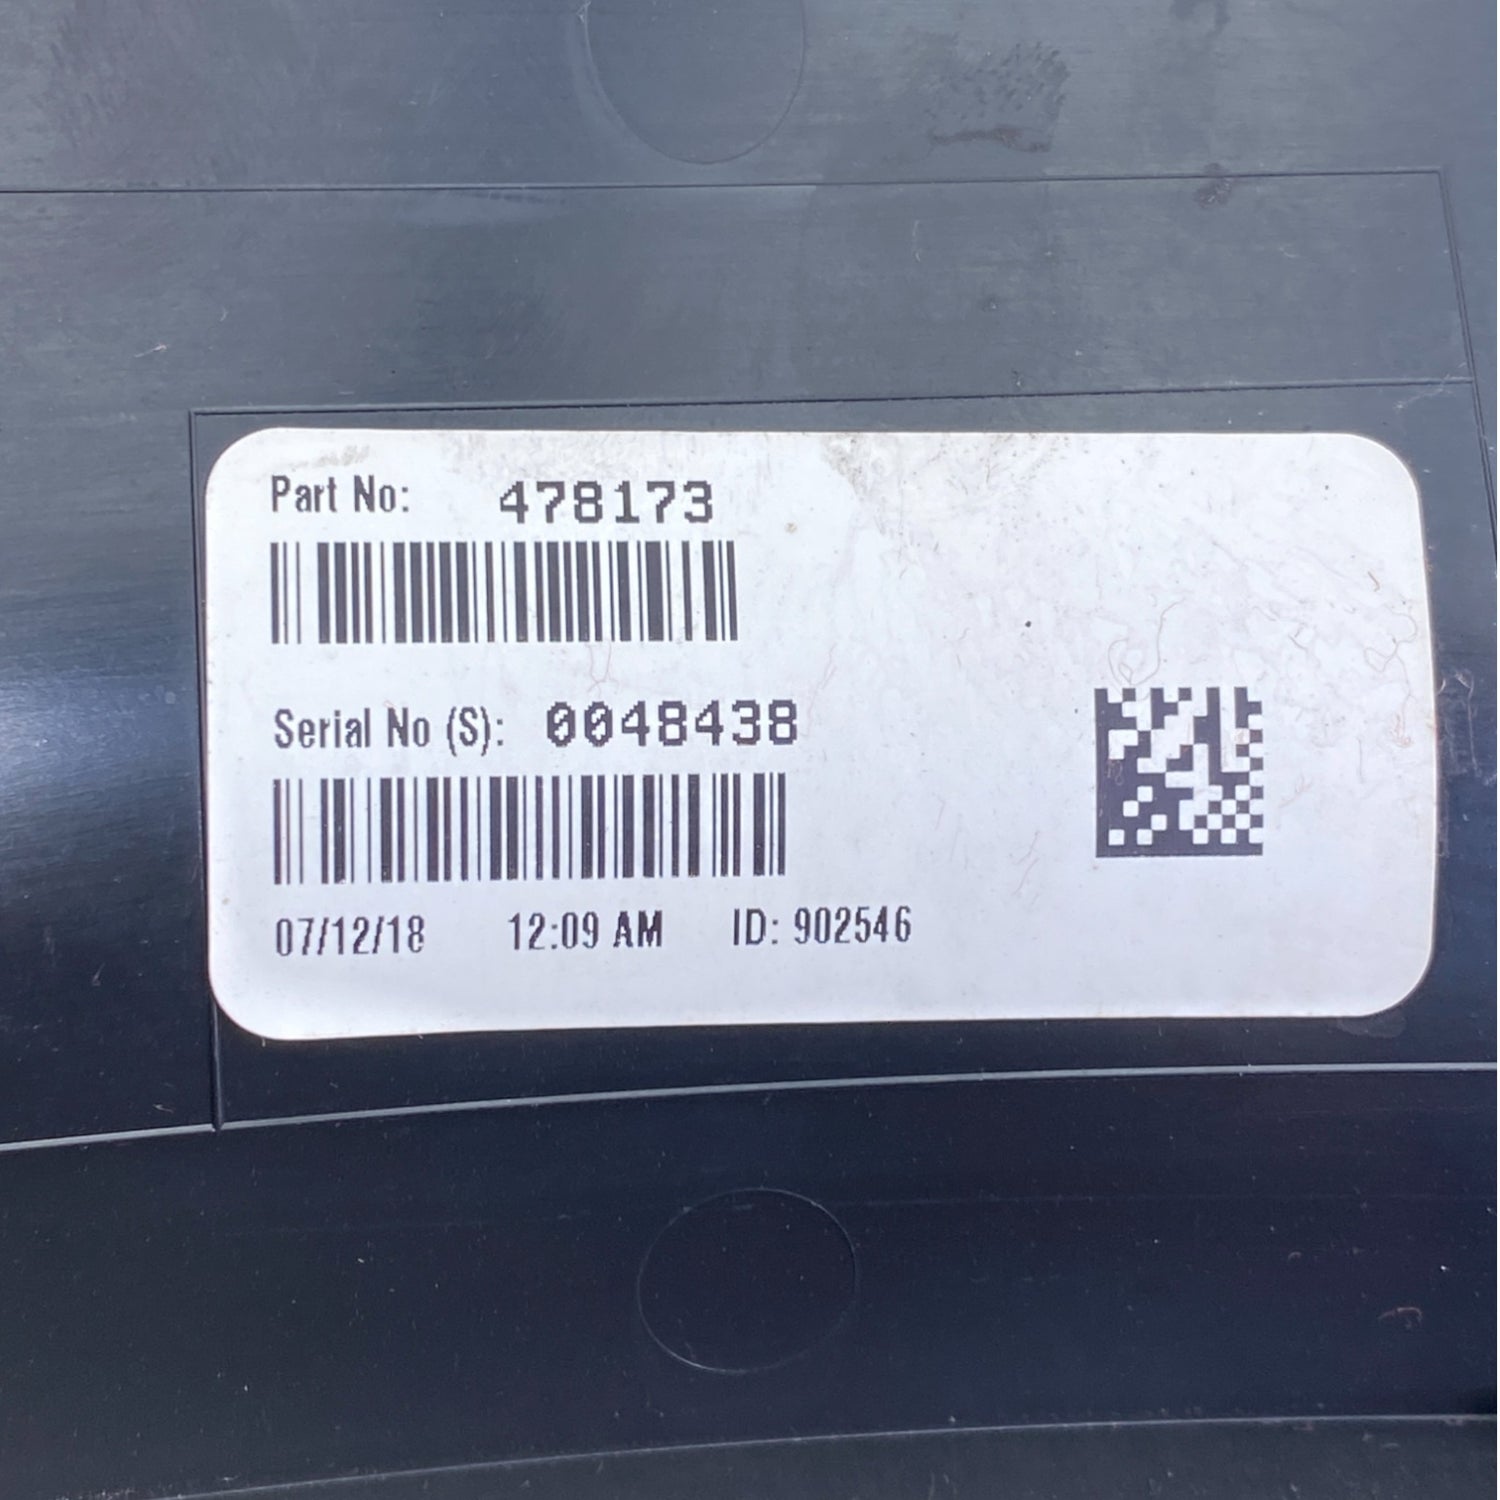 Part No: 478173
Serial No (S): 0048438
07/12/18 12:09 AM ID: 902546